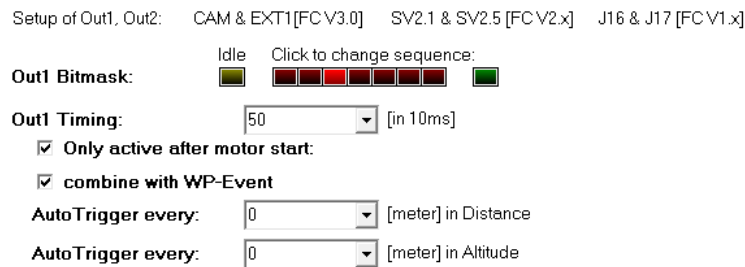 Setup of Out1, Out2: CAM & EXT1[FC V3.0] SV2.1 & SV2.5 [FC V2.x] J16 & J17 [FC V1.x]
Idle Click to change sequence:
Out1 Bitmask:
Out1 Timing: 50 [in 10ms]
Only active after motor start:
combine with WP-Event
AutoTrigger every: 0 [meter] in Distance
AutoTrigger every: 0 [meter] in Altitude